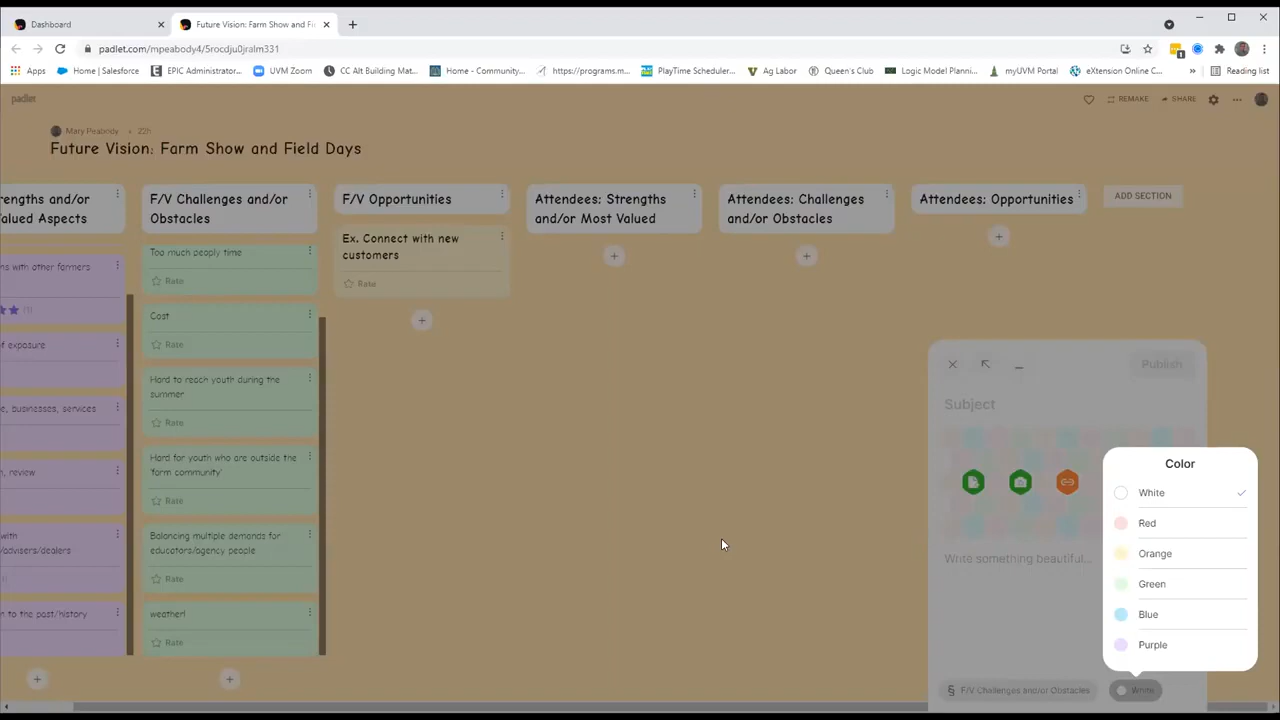 Dashboard
Future Vision: Farm Show and Fi
padlet.com/mpeabody4/5rocdju0jralm331
1
Apps
Home | Salesforce
EPIC Administrator...
UVM Zoom
CC Alt Building Mat...
Home - Community...
https://programs.m...
PlayTime Scheduler...
Ag Labor
Queen's Club
Logic Model Planni...
myUVM Portal
eXtension Online C...
»
Reading list
padlet
REMAKE
SHARE
Mary Peabody • 22h
Future Vision: Farm Show and Field Days
rengths and/or
alued Aspects
F/V Challenges and/or
Obstacles
F/V Opportunities
Attendees: Strengths
and/or Most Valued
Attendees: Challenges
and/or Obstacles
Attendees: Opportunities
ADD SECTION
ns with other farmers
(1)
of exposure
e, businesses, services
n, review
with
/advisers/dealers
n to the past/history
Too much people time
Rate
Cost
Rate
Hard to reach youth during the
summer
Rate
Hard for youth who are outside the
'farm community'
Rate
Balancing multiple demands for
educators/agency people
Rate
weather!
Rate
Ex. Connect with new
customers
Rate
Publish
Subject
Write something beautiful...
F/V Challenges and/or Obstacles
White
Color
White
Red
Orange
Green
Blue
Purple